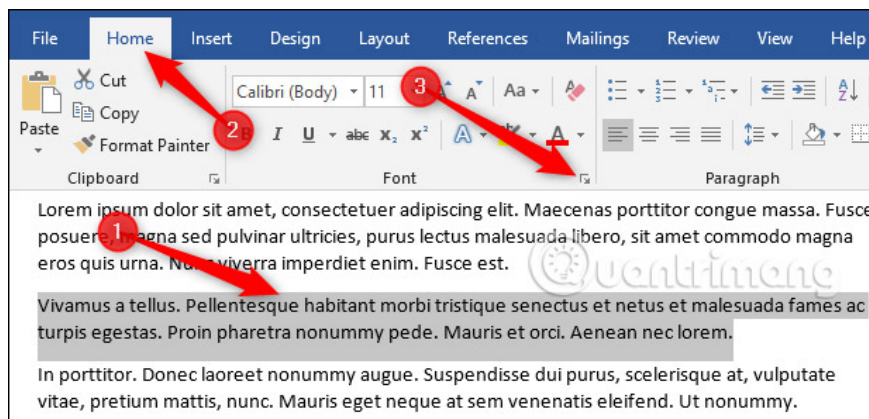 File Home Insert Design Layout References Mailings Review View Help
Cut
Calibri (Body) 11 3 Aa
Copy
Paste 2 I U abc x₂ x² A A
Format Painter
Clipboard Font Paragraph
Lorem ipsum dolor sit amet, consectetuer adipiscing elit. Maecenas porttitor congue massa. Fusce
1
posuere, magna sed pulvinar ultricies, purus lectus malesuada libero, sit amet commodo magna
eros quis urna. Nunc viverra imperdiet enim. Fusce est.
Quantrimang
Vivamus a tellus. Pellentesque habitant morbi tristique senectus et netus et malesuada fames ac
turpis egestas. Proin pharetra nonummy pede. Mauris et orci. Aenean nec lorem.
In porttitor. Donec laoreet nonummy augue. Suspendisse dui purus, scelerisque at, vulputate
vitae, pretium mattis, nunc. Mauris eget neque at sem venenatis eleifend. Ut nonummy.